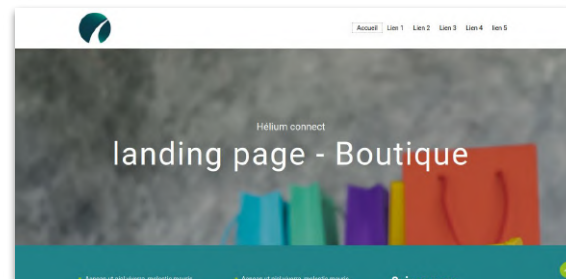 Accueil Lien 1 Lien 2 Lien 3 Lien 4 lien 5
Hélium connect
landing page - Boutique